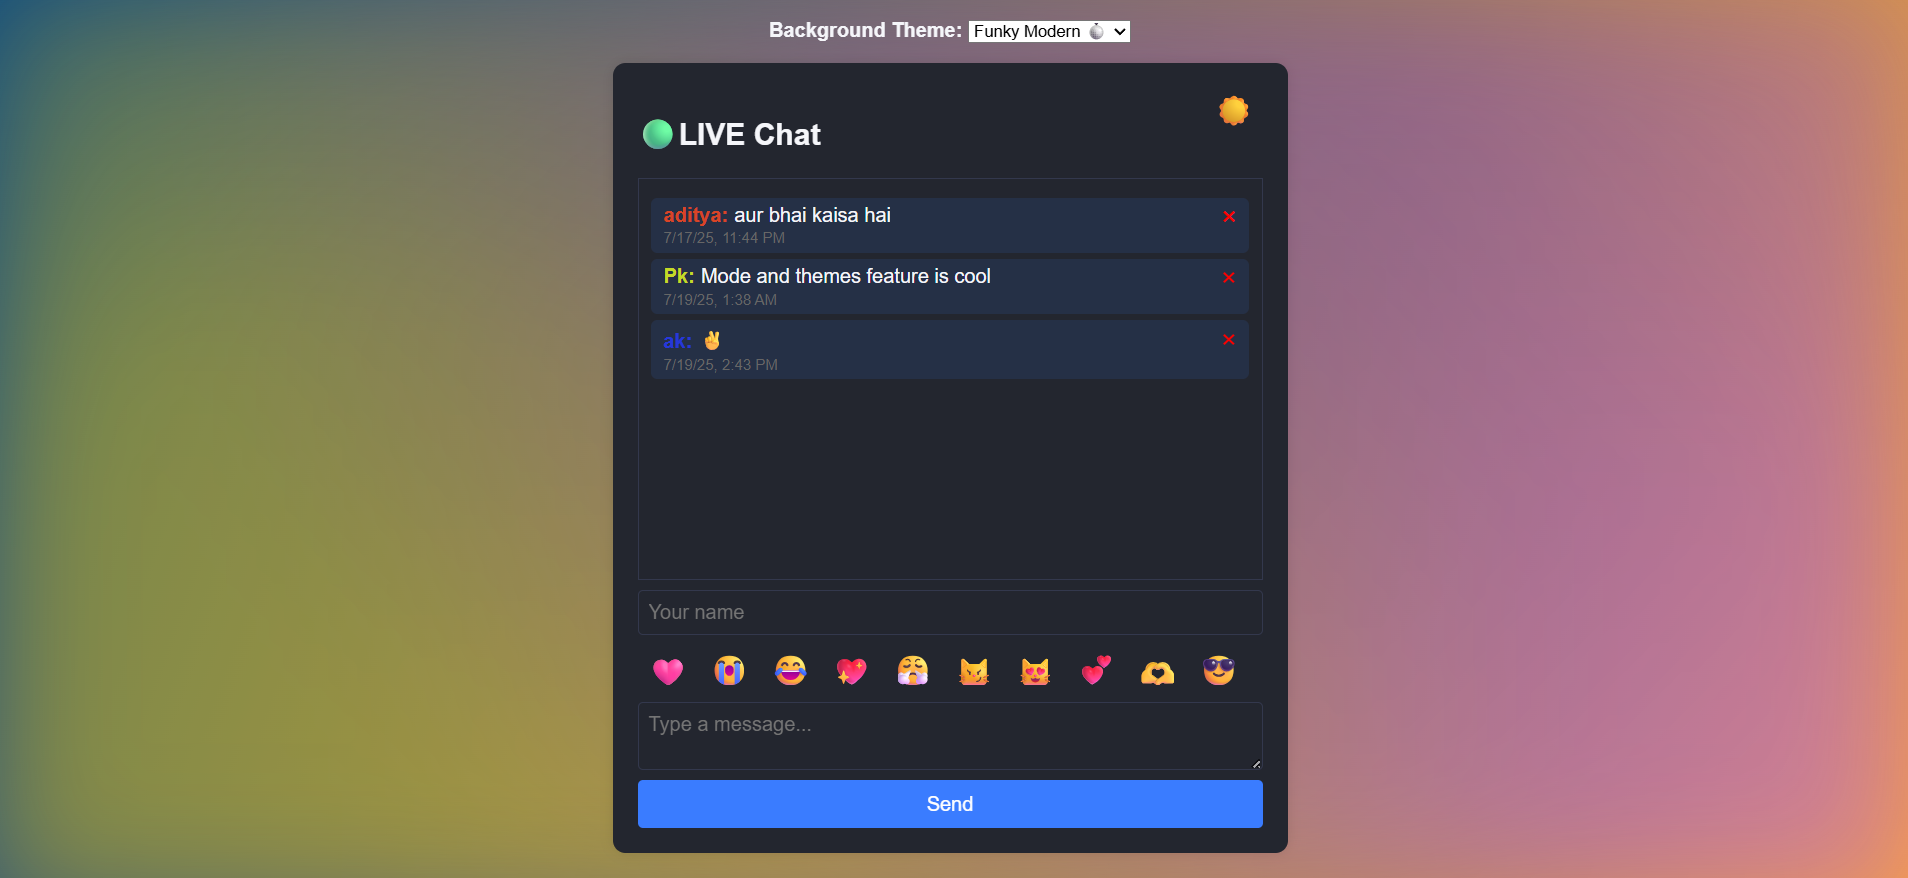 Background Theme: Funky Modern 🪩
🟢 LIVE Chat
aditya: aur bhai kaisa hai
7/17/25, 11:44 PM
Pk: Mode and themes feature is cool
7/19/25, 1:38 AM
ak: ✌️
7/19/25, 2:43 PM
Your name
Type a message...
Send